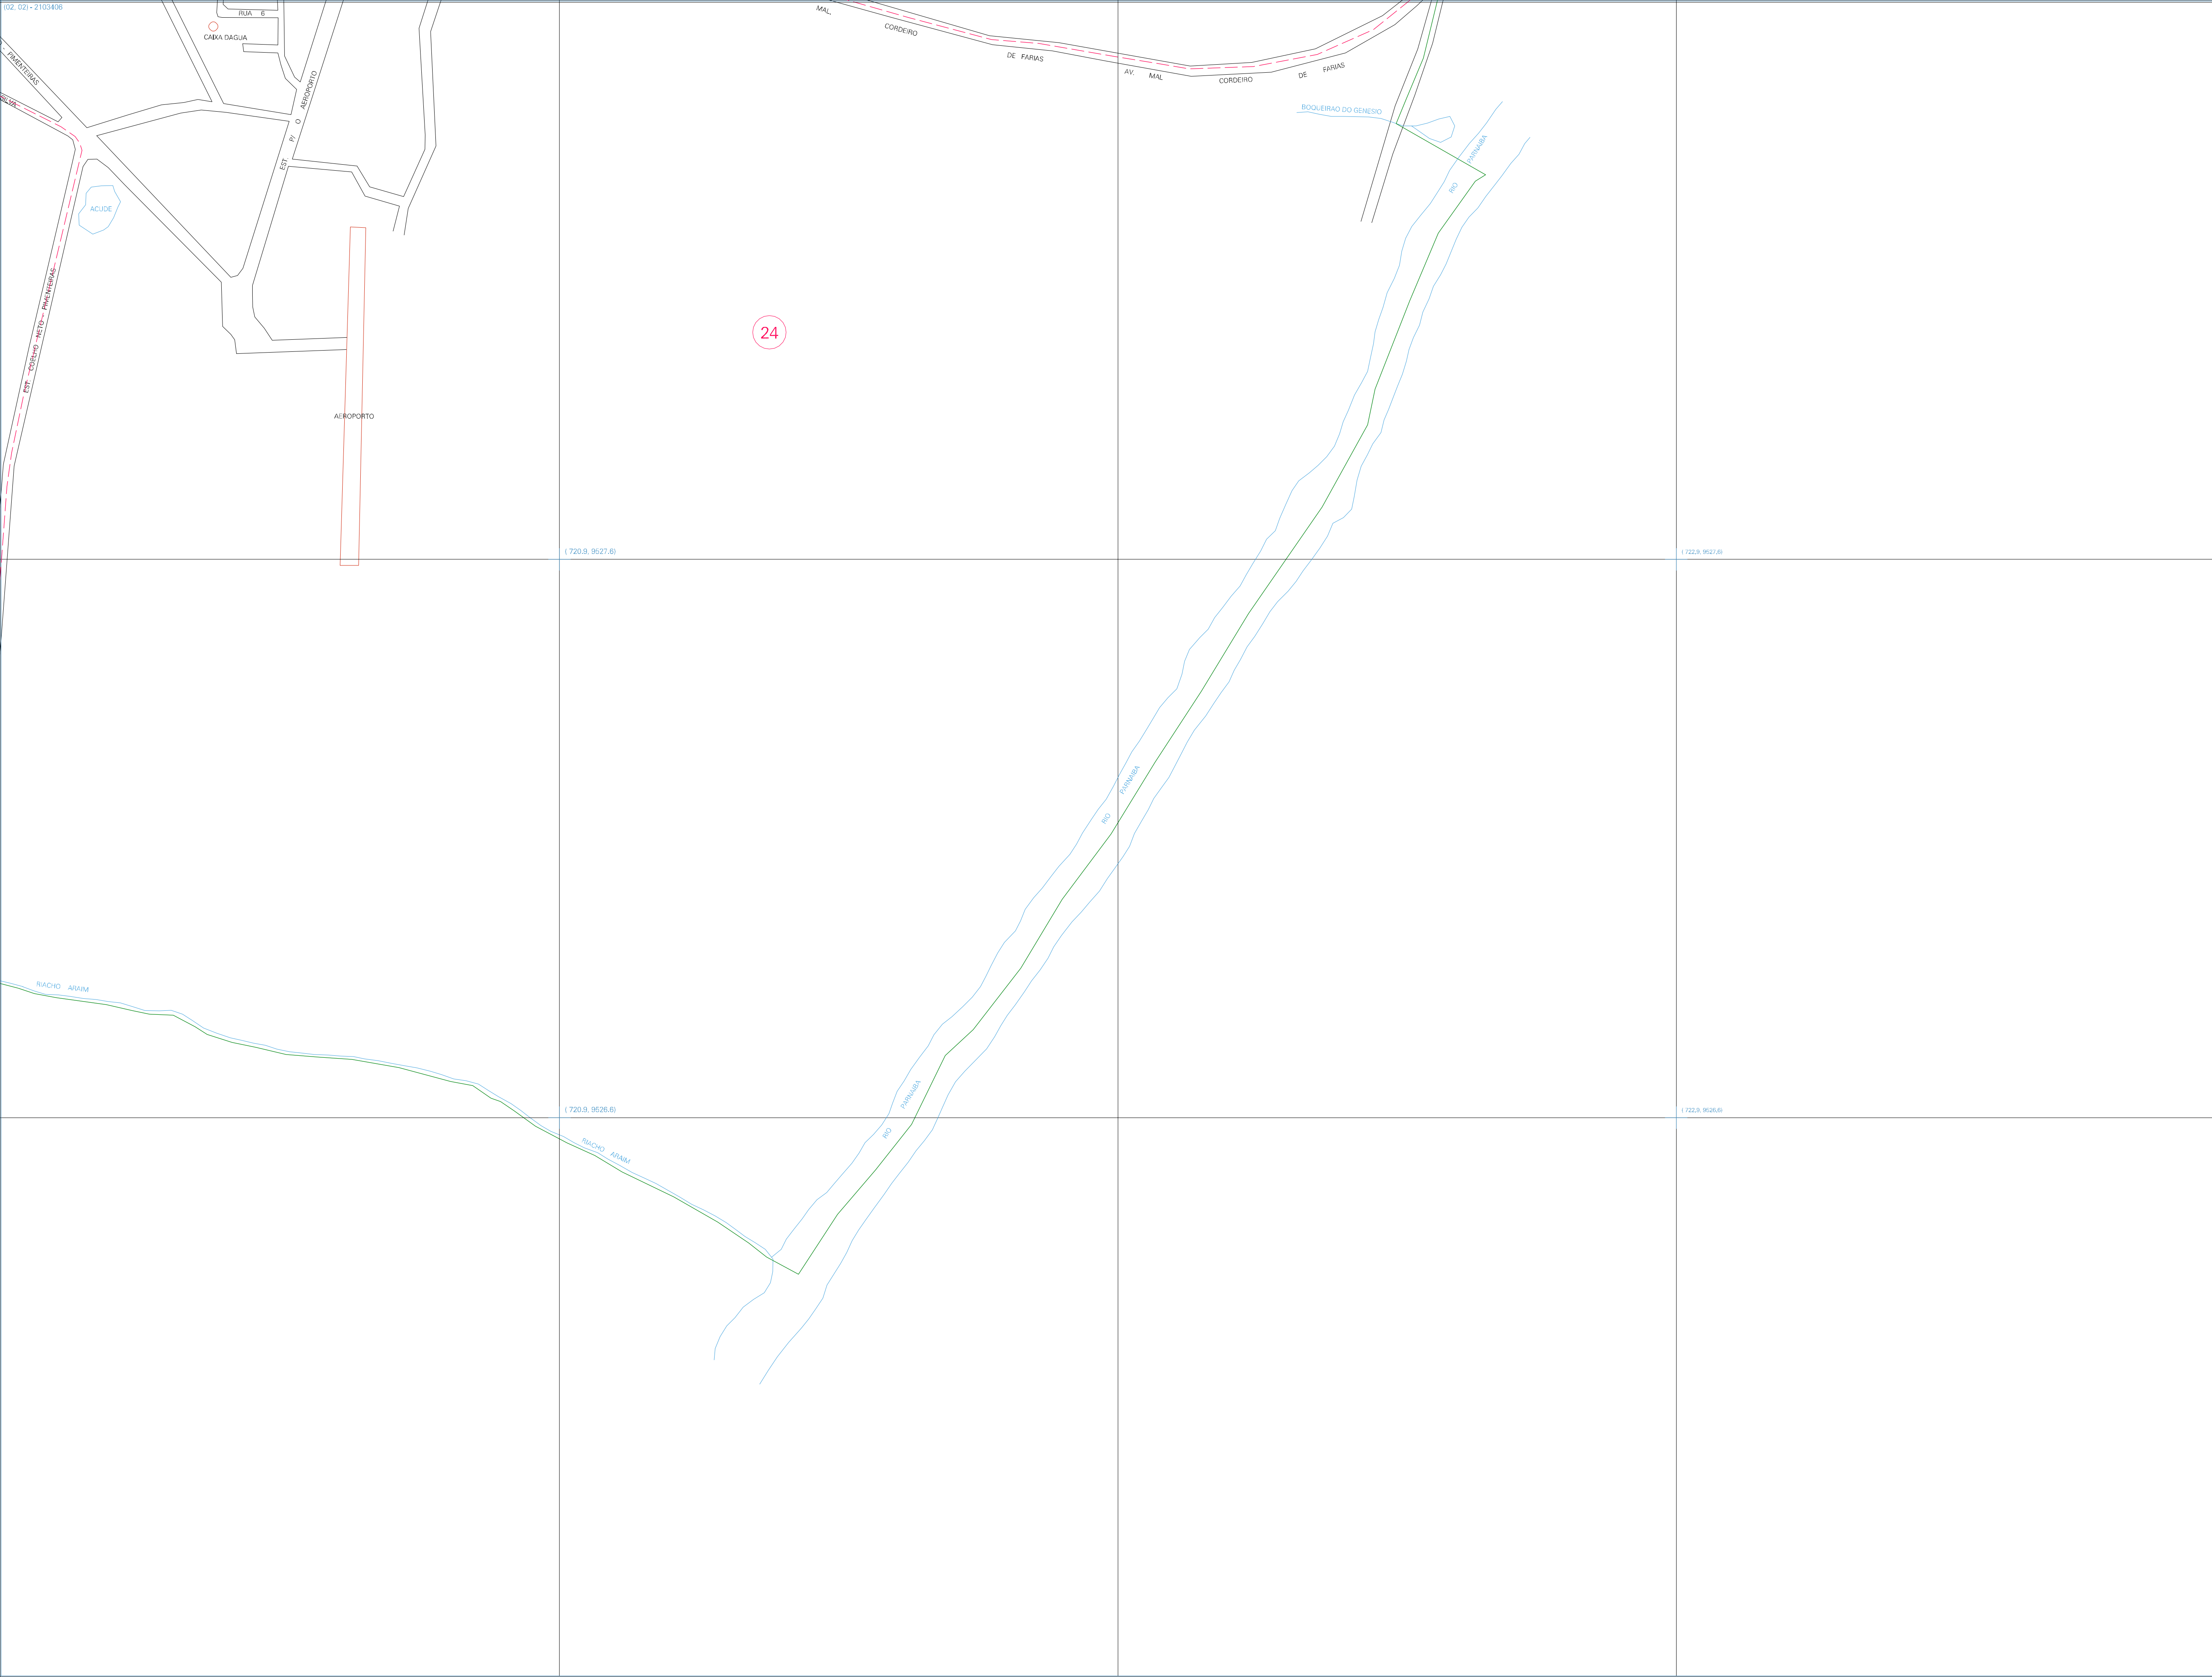 (02, 02) - 2103406
RUA 6
CAIXA DAGUA
- PIMENTEIRAS
SILVA
EST. P/ O AEROPORTO
MAL. CORDEIRO DE FARIAS
AV. MAL CORDEIRO DE FARIAS
BOQUEIRAO DO GENESIO
RIO PARNAIBA
ACUDE
EST. COELHO NETO - PIMENTEIRAS
24
AEROPORTO
( 720.9, 9527.6)
( 722.9, 9527.6)
RIO PARNAIBA
RIACHO ARAIM
RIO PARNAIBA
( 720.9, 9526.6)
( 722.9, 9526.6)
RIACHO ARAIM